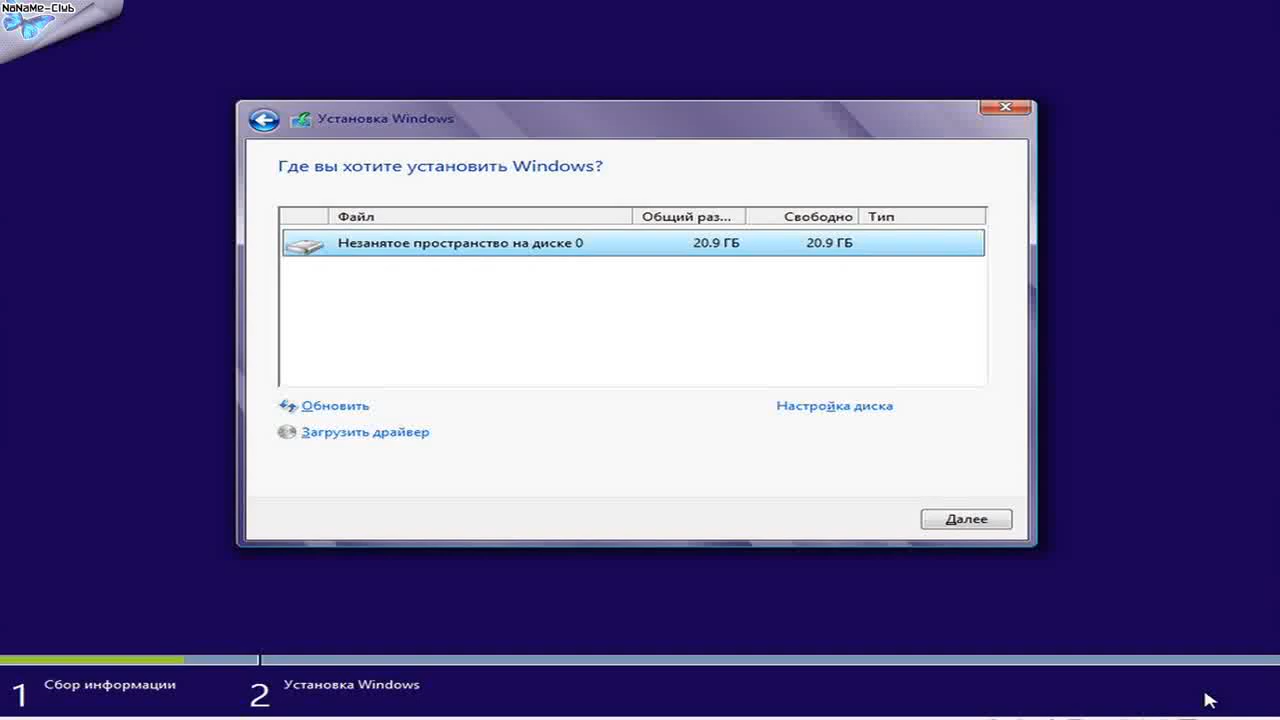 NoNaMe-Club
Установка Windows
Где вы хотите установить Windows?
Файл Общий раз... Свободно Тип
Незанятое пространство на диске 0 20.9 ГБ 20.9 ГБ
Обновить Настройка диска
Загрузить драйвер
Далее
1 Сбор информации 2 Установка Windows